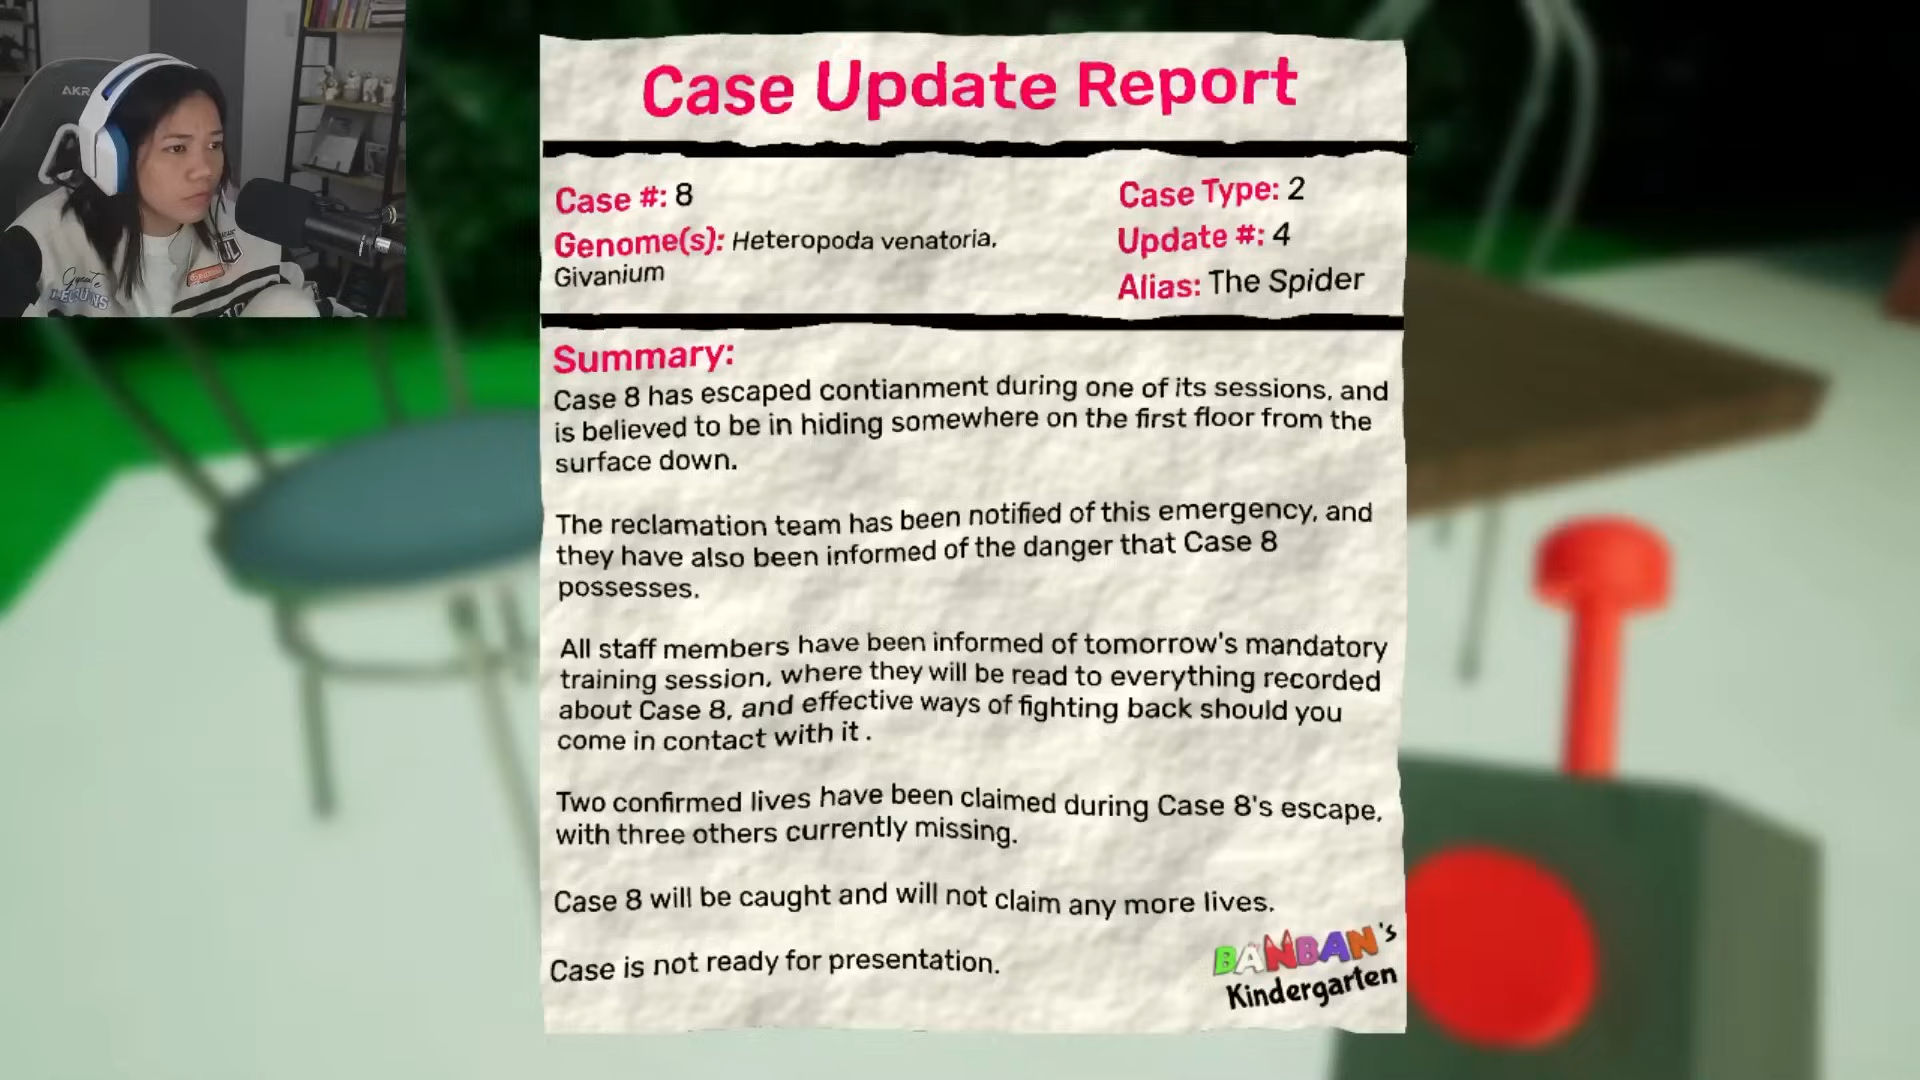 AKR
Case Update Report
Case #: 8
Genome(s): Heteropoda venatoria,
Givanium
Case Type: 2
Update #: 4
Alias: The Spider
Summary:
Case 8 has escaped contianment during one of its sessions, and
is believed to be in hiding somewhere on the first floor from the
surface down.
The reclamation team has been notified of this emergency, and
they have also been informed of the danger that Case 8
possesses.
All staff members have been informed of tomorrow's mandatory
training session, where they will be read to everything recorded
about Case 8, and effective ways of fighting back should you
come in contact with it .
Two confirmed lives have been claimed during Case 8's escape,
with three others currently missing.
Case 8 will be caught and will not claim any more lives.
Case is not ready for presentation.
BANBAN's
Kindergarten